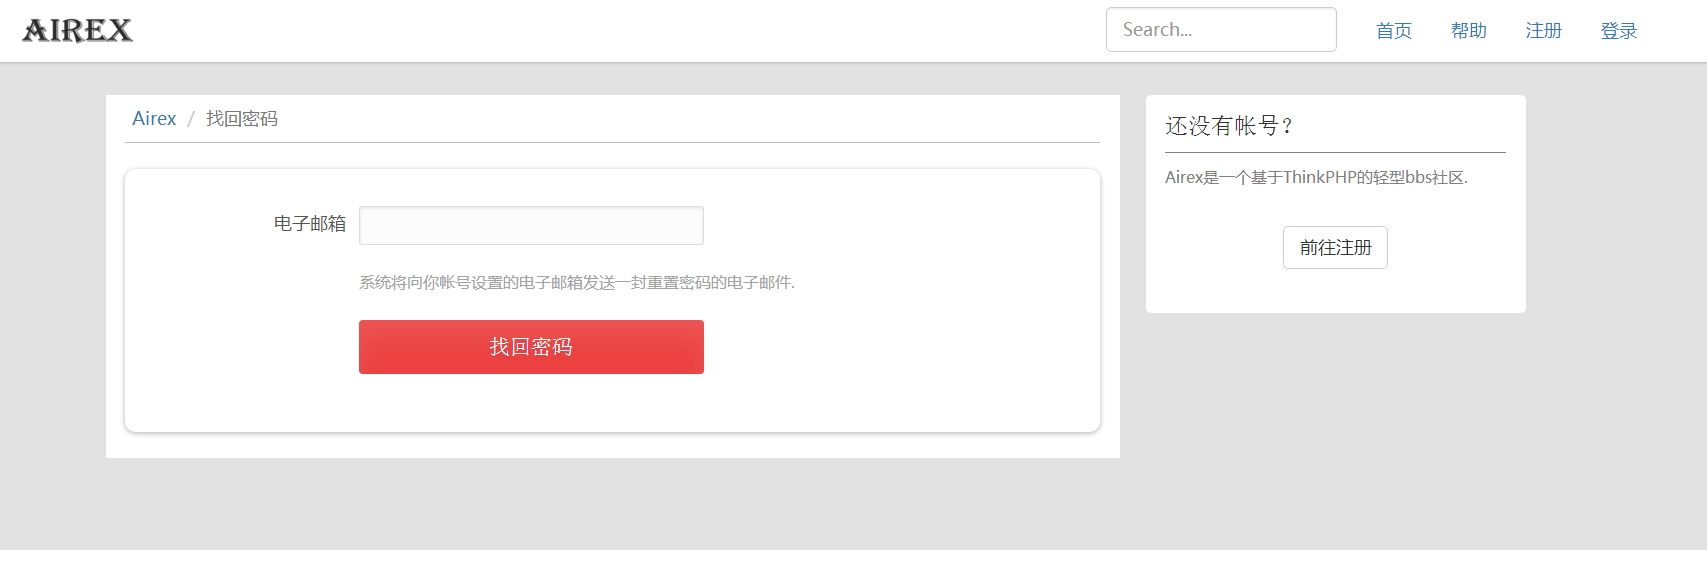 AIREX
Search...
首页
帮助
注册
登录
Airex / 找回密码
电子邮箱
系统将向你帐号设置的电子邮箱发送一封重置密码的电子邮件.
找回密码
还没有帐号？
Airex是一个基于ThinkPHP的轻型bbs社区.
前往注册